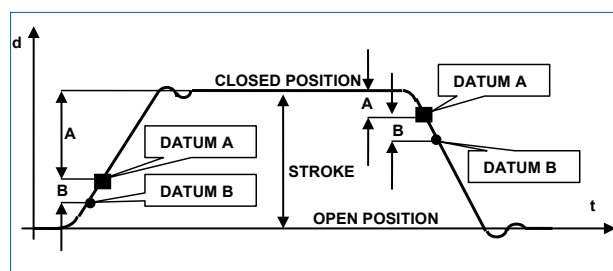 d
CLOSED POSITION
DATUM A
A
A
B
DATUM A
B
DATUM B
STROKE
DATUM B
OPEN POSITION
t